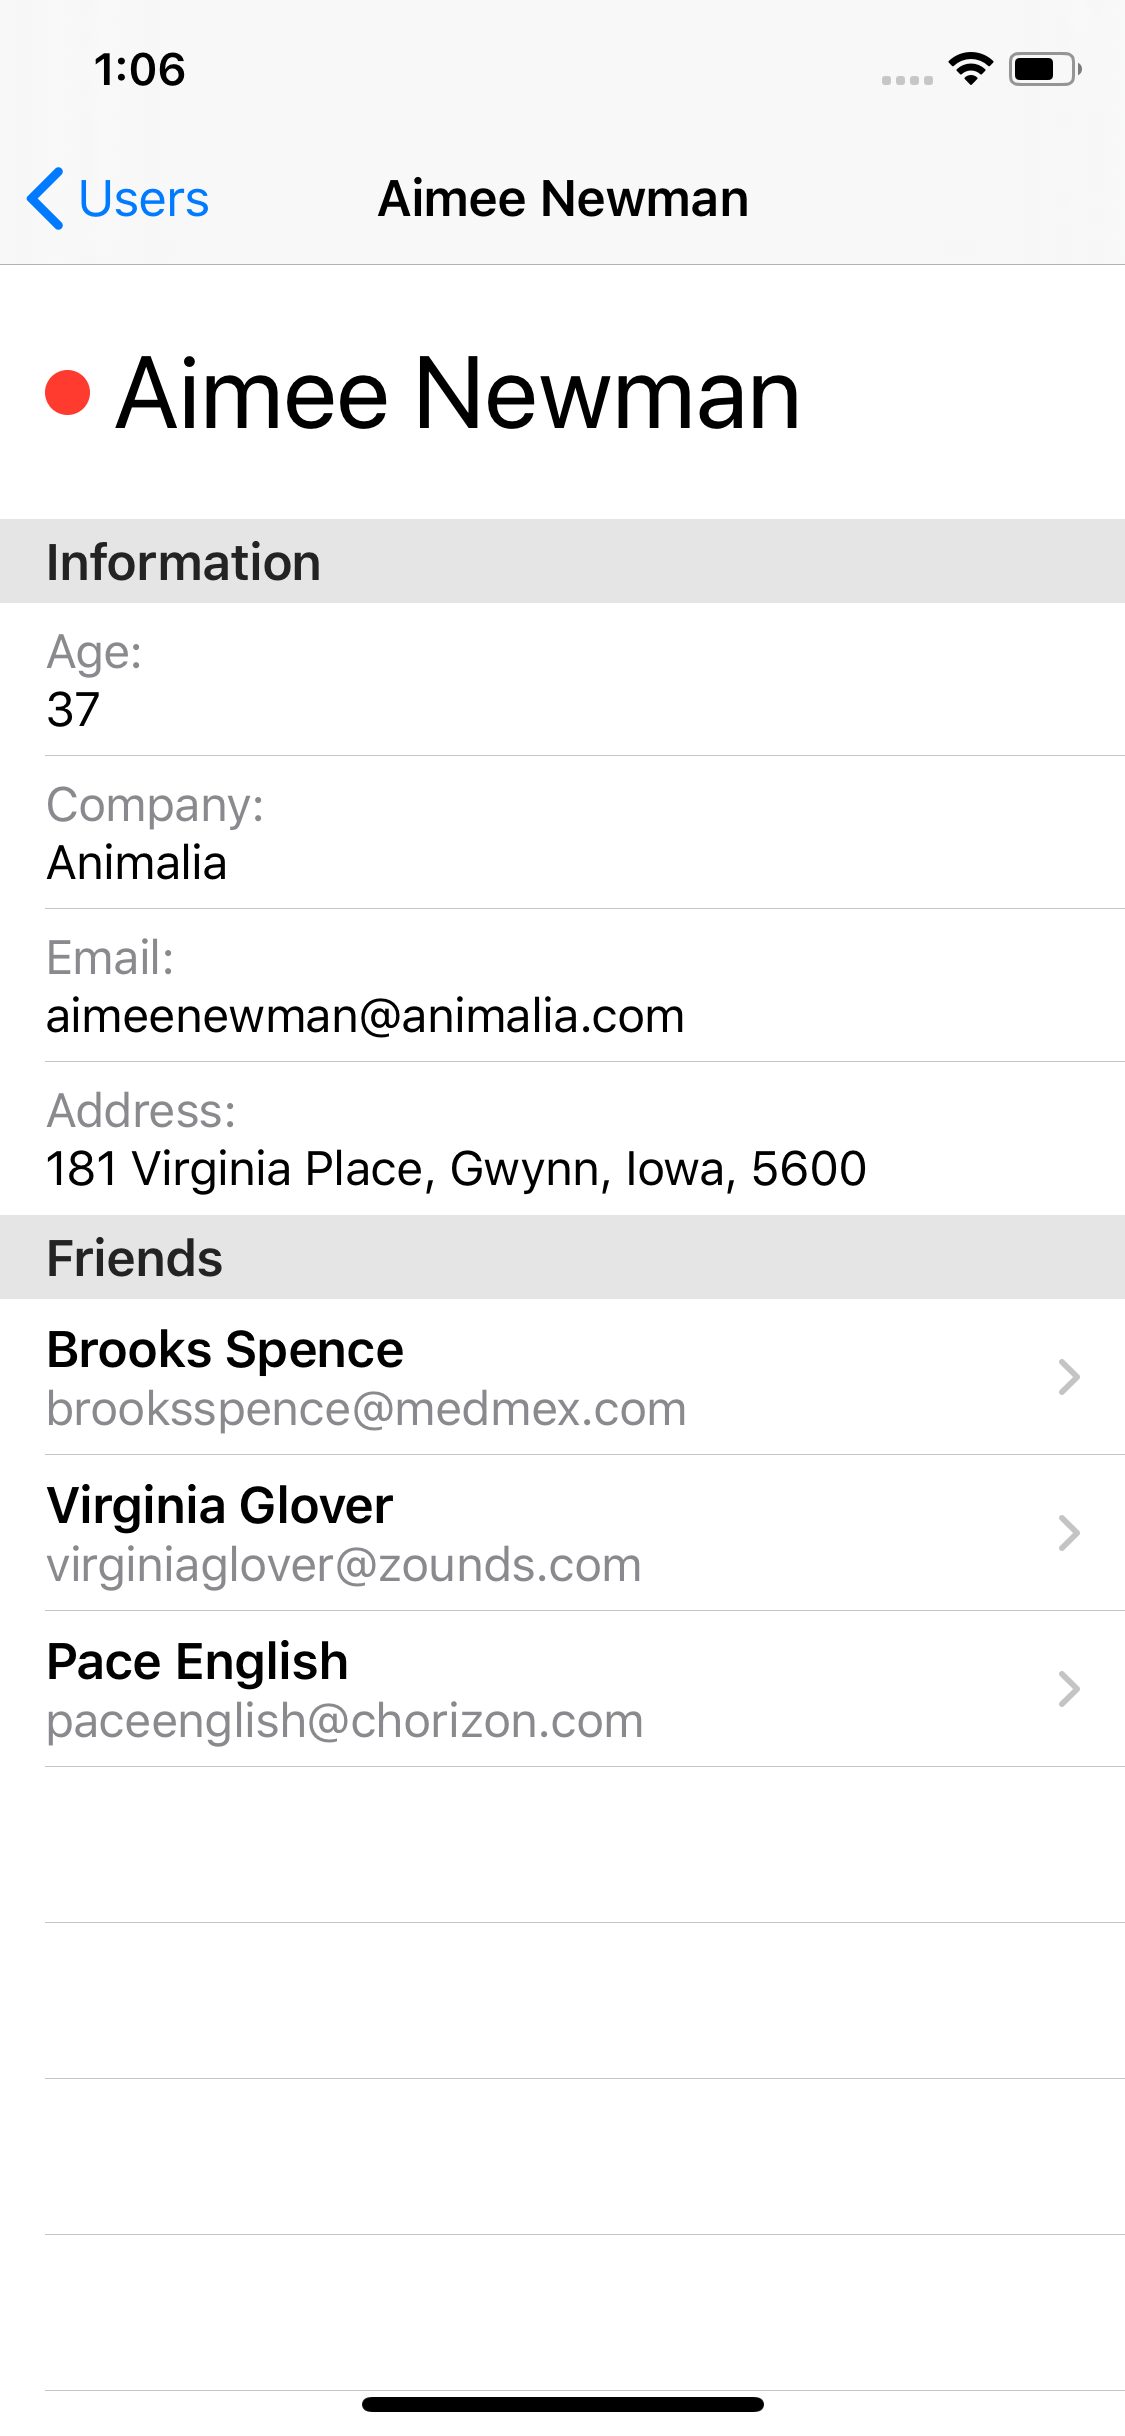 1:06
Users
Aimee Newman
Aimee Newman
Information
Age:
37
Company:
Animalia
Email:
aimeenewman@animalia.com
Address:
181 Virginia Place, Gwynn, Iowa, 5600
Friends
Brooks Spence
brooksspence@medmex.com
Virginia Glover
virginiaglover@zounds.com
Pace English
paceenglish@chorizon.com